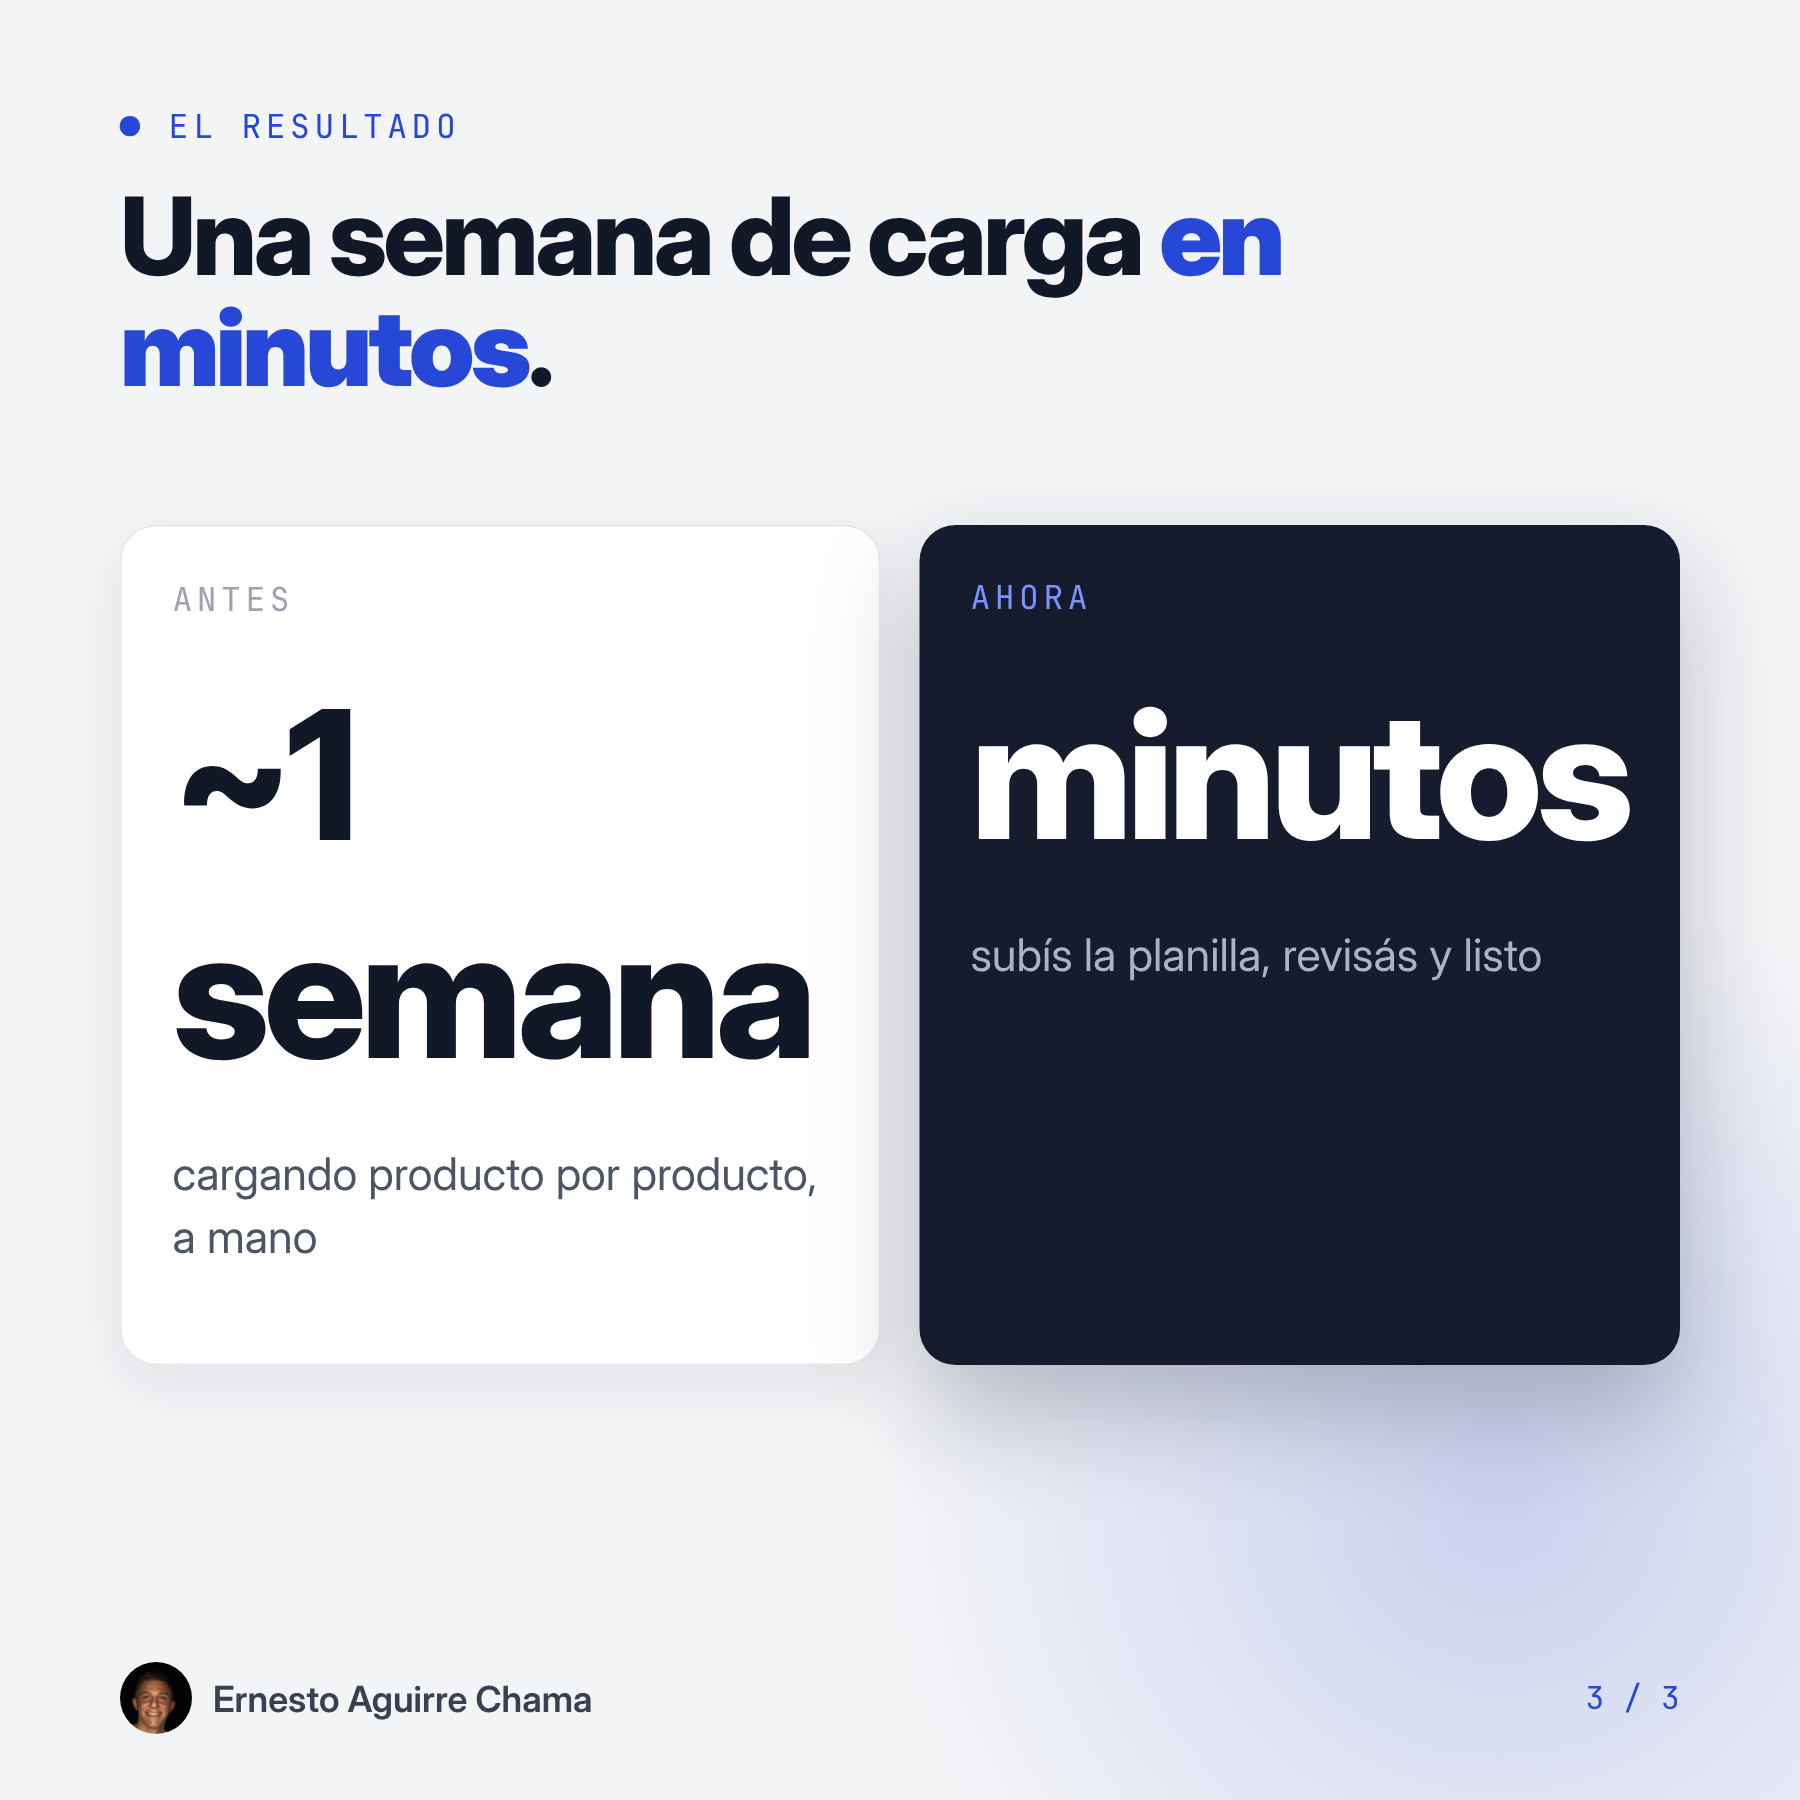 EL RESULTADO
Una semana de carga en
minutos.
ANTES
~1
semana
cargando producto por producto,
a mano
AHORA
minutos
subís la planilla, revisás y listo
Ernesto Aguirre Chama
3 / 3